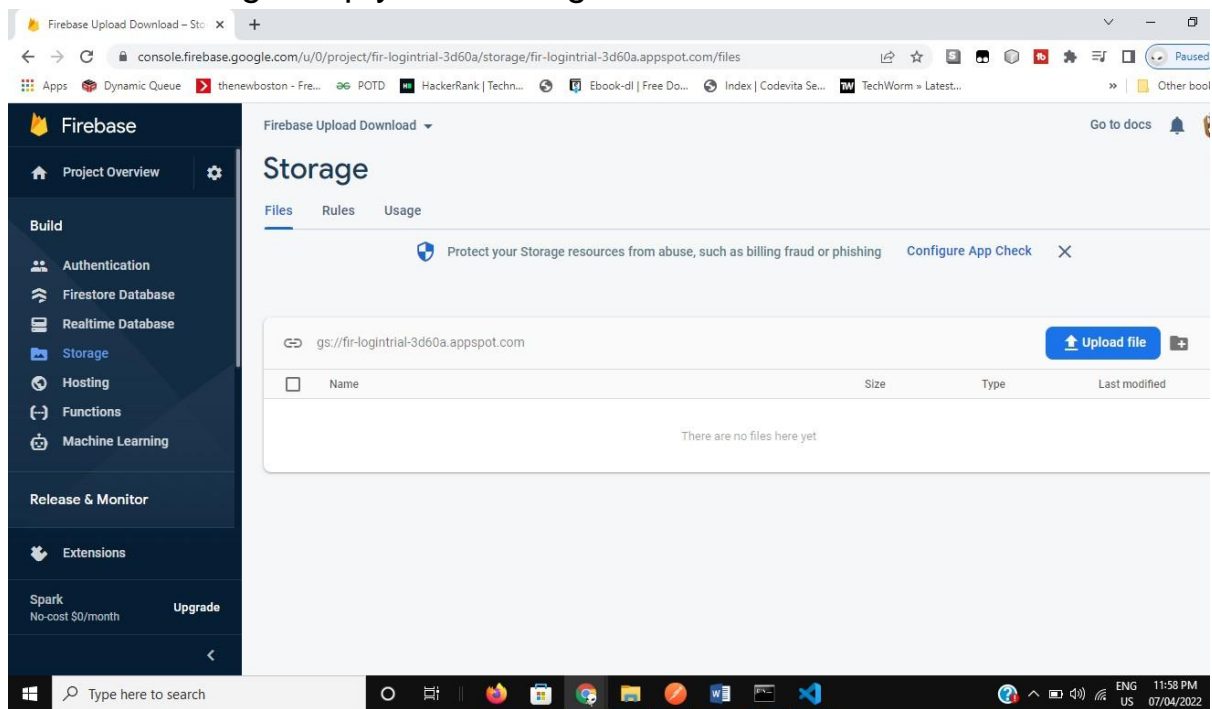 Firebase Upload Download – Sto
console.firebase.google.com/u/0/project/fir-logintrial-3d60a/storage/fir-logintrial-3d60a.appspot.com/files
Paused
Apps Dynamic Queue thenewboston - Fre... POTD HackerRank | Techn... Ebook-dl | Free Do... Index | Codevita Se... TechWorm » Latest... » Other bool
Firebase
Firebase Upload Download
Go to docs
Project Overview
Storage
Files Rules Usage
Build
Protect your Storage resources from abuse, such as billing fraud or phishing Configure App Check
Authentication
Firestore Database
Realtime Database
Storage
Hosting
Functions
Machine Learning
gs://fir-logintrial-3d60a.appspot.com
Upload file
Name Size Type Last modified
There are no files here yet
Release & Monitor
Extensions
Spark
No-cost $0/month
Upgrade
Type here to search
ENG
US
11:58 PM
07/04/2022